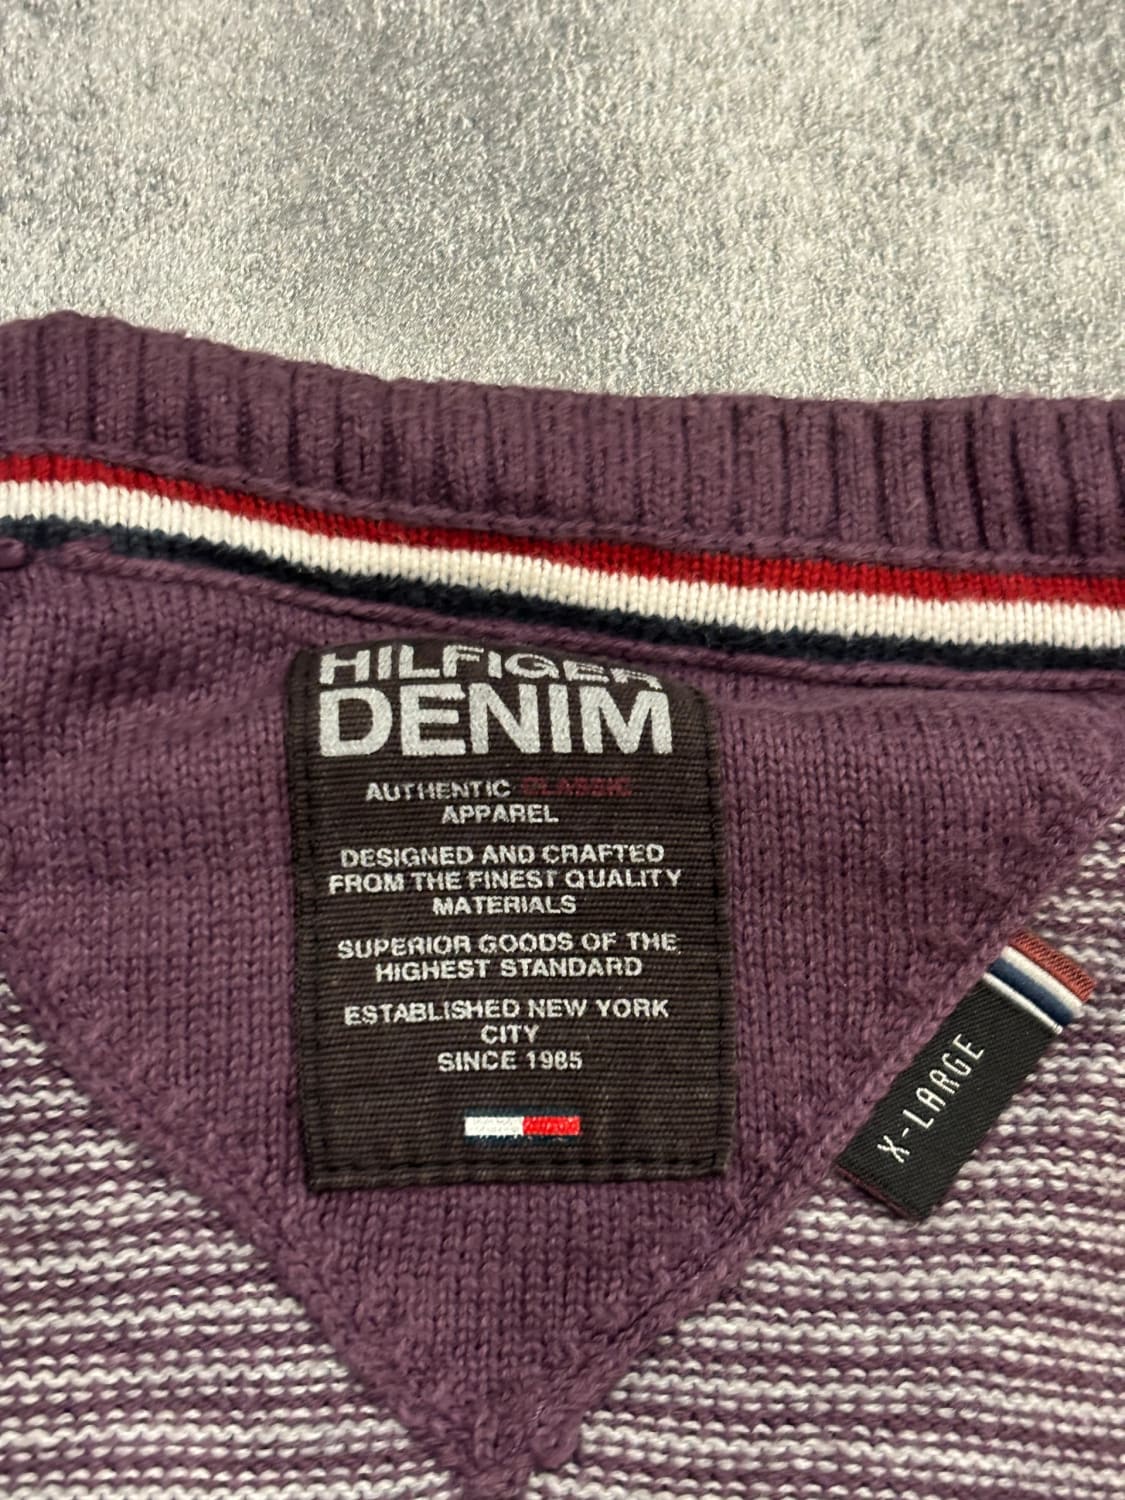 HILFIGER
DENIM
AUTHENTIC CLASSIC
APPAREL
DESIGNED AND CRAFTED
FROM THE FINEST QUALITY
MATERIALS
SUPERIOR GOODS OF THE
HIGHEST STANDARD
ESTABLISHED NEW YORK
CITY
SINCE 1985
X-LARGE